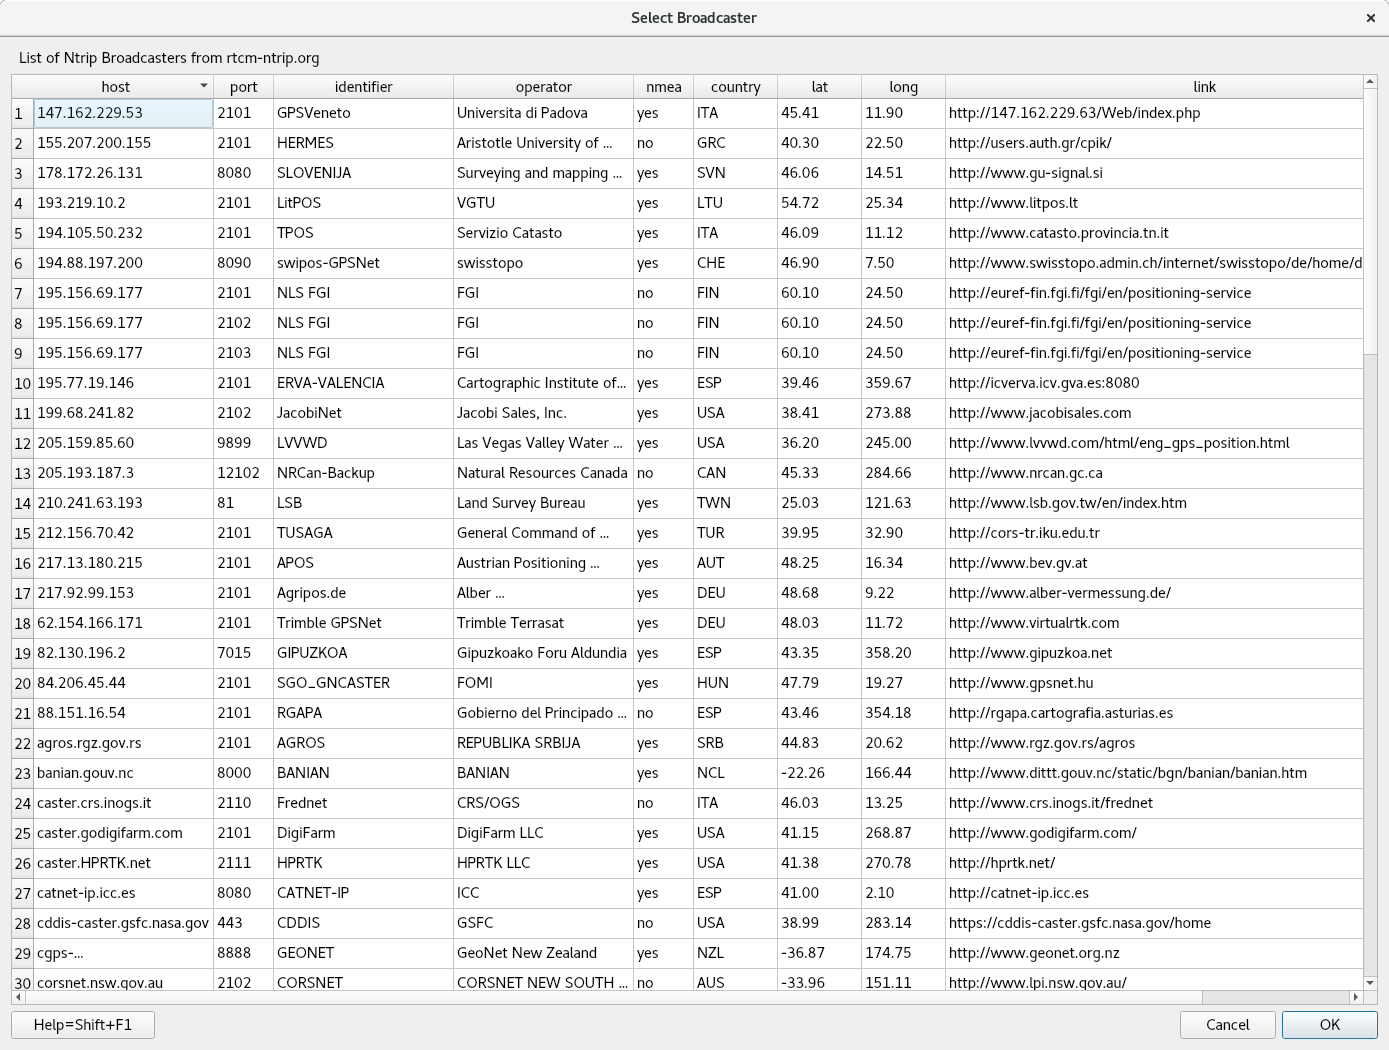 Select Broadcaster
List of Ntrip Broadcasters from rtcm-ntrip.org
host port identifier operator nmea country lat long link
1 147.162.229.53 2101 GPSVeneto Universita di Padova yes ITA 45.41 11.90 http://147.162.229.63/Web/index.php
2 155.207.200.155 2101 HERMES Aristotle University of ... no GRC 40.30 22.50 http://users.auth.gr/cpik/
3 178.172.26.131 8080 SLOVENIJA Surveying and mapping ... yes SVN 46.06 14.51 http://www.gu-signal.si
4 193.219.10.2 2101 LitPOS VGTU yes LTU 54.72 25.34 http://www.litpos.lt
5 194.105.50.232 2101 TPOS Servizio Catasto yes ITA 46.09 11.12 http://www.catasto.provincia.tn.it
6 194.88.197.200 8090 swipos-GPSNet swisstopo yes CHE 46.90 7.50 http://www.swisstopo.admin.ch/internet/swisstopo/de/home/d
7 195.156.69.177 2101 NLS FGI FGI no FIN 60.10 24.50 http://euref-fin.fgi.fi/fgi/en/positioning-service
8 195.156.69.177 2102 NLS FGI FGI no FIN 60.10 24.50 http://euref-fin.fgi.fi/fgi/en/positioning-service
9 195.156.69.177 2103 NLS FGI FGI no FIN 60.10 24.50 http://euref-fin.fgi.fi/fgi/en/positioning-service
10 195.77.19.146 2101 ERVA-VALENCIA Cartographic Institute of... yes ESP 39.46 359.67 http://icverva.icv.gva.es:8080
11 199.68.241.82 2102 JacobiNet Jacobi Sales, Inc. yes USA 38.41 273.88 http://www.jacobisales.com
12 205.159.85.60 9899 LVVWD Las Vegas Valley Water ... yes USA 36.20 245.00 http://www.lvvwd.com/html/eng_gps_position.html
13 205.193.187.3 12102 NRCan-Backup Natural Resources Canada no CAN 45.33 284.66 http://www.nrcan.gc.ca
14 210.241.63.193 81 LSB Land Survey Bureau yes TWN 25.03 121.63 http://www.lsb.gov.tw/en/index.htm
15 212.156.70.42 2101 TUSAGA General Command of ... yes TUR 39.95 32.90 http://cors-tr.iku.edu.tr
16 217.13.180.215 2101 APOS Austrian Positioning ... yes AUT 48.25 16.34 http://www.bev.gv.at
17 217.92.99.153 2101 Agripos.de Alber ... yes DEU 48.68 9.22 http://www.alber-vermessung.de/
18 62.154.166.171 2101 Trimble GPSNet Trimble Terrasat yes DEU 48.03 11.72 http://www.virtualrtk.com
19 82.130.196.2 7015 GIPUZKOA Gipuzkoako Foru Aldundia yes ESP 43.35 358.20 http://www.gipuzkoa.net
20 84.206.45.44 2101 SGO_GNCASTER FOMI yes HUN 47.79 19.27 http://www.gpsnet.hu
21 88.151.16.54 2101 RGAPA Gobierno del Principado ... no ESP 43.46 354.18 http://rgapa.cartografia.asturias.es
22 agros.rgz.gov.rs 2101 AGROS REPUBLIKA SRBIJA yes SRB 44.83 20.62 http://www.rgz.gov.rs/agros
23 banian.gouv.nc 8000 BANIAN BANIAN yes NCL -22.26 166.44 http://www.dittt.gouv.nc/static/bgn/banian/banian.htm
24 caster.crs.inogs.it 2110 Frednet CRS/OGS no ITA 46.03 13.25 http://www.crs.inogs.it/frednet
25 caster.godigifarm.com 2101 DigiFarm DigiFarm LLC yes USA 41.15 268.87 http://www.godigifarm.com/
26 caster.HPRTK.net 2111 HPRTK HPRTK LLC yes USA 41.38 270.78 http://hprtk.net/
27 catnet-ip.icc.es 8080 CATNET-IP ICC yes ESP 41.00 2.10 http://catnet-ip.icc.es
28 cddis-caster.gsfc.nasa.gov 443 CDDIS GSFC no USA 38.99 283.14 https://cddis-caster.gsfc.nasa.gov/home
29 cgps-... 8888 GEONET GeoNet New Zealand yes NZL -36.87 174.75 http://www.geonet.org.nz
30 corsnet.nsw.gov.au 2102 CORSNET CORSNET NEW SOUTH ... no AUS -33.96 151.11 http://www.lpi.nsw.gov.au/
Help=Shift+F1 Cancel OK